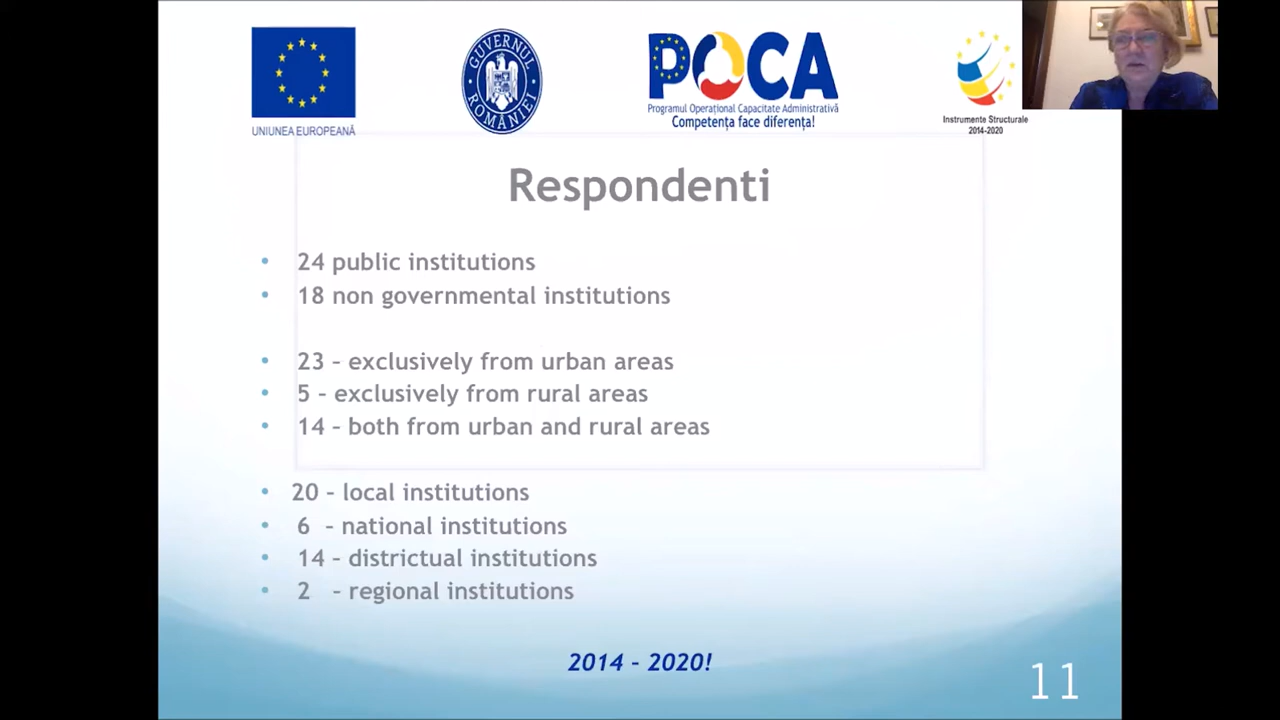 GUVERNUL ROMÂNIEI
POCA
UNIUNEA EUROPEANĂ
Programul Operațional Capacitate Administrativă
Competența face diferența!
Instrumente Structurale
2014-2020
Respondenti
• 24 public institutions
• 18 non governmental institutions
• 23 – exclusively from urban areas
• 5 – exclusively from rural areas
• 14 – both from urban and rural areas
• 20 – local institutions
• 6 – national institutions
• 14 – districtual institutions
• 2 – regional institutions
2014 – 2020!
11